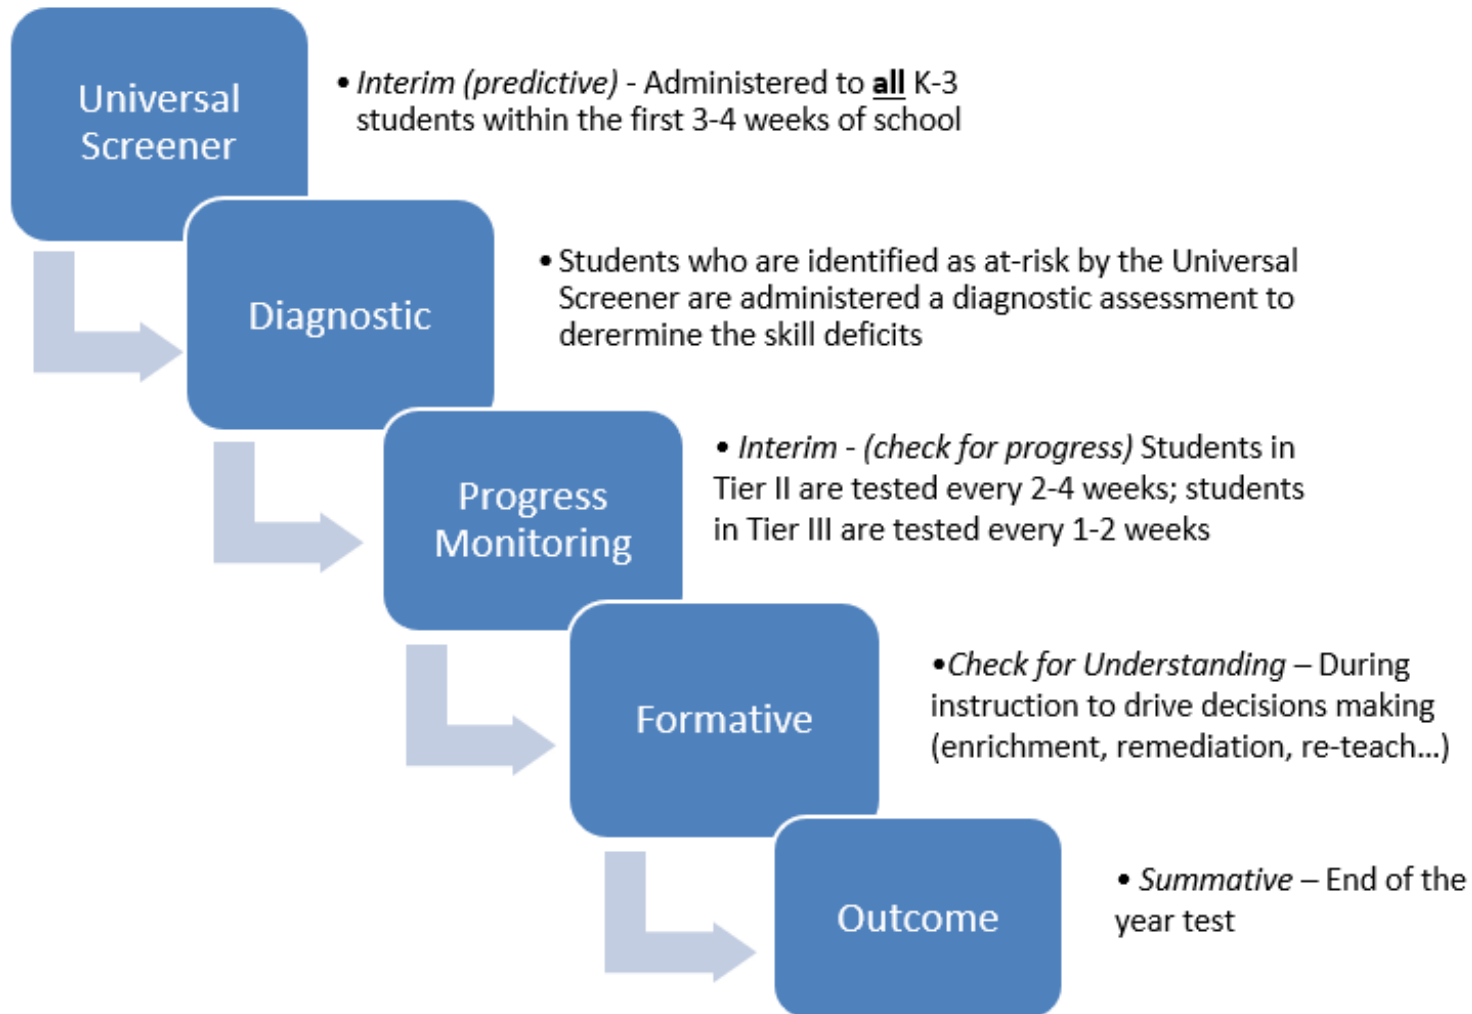 Universal
Screener
• Interim (predictive) - Administered to all K-3
students within the first 3-4 weeks of school
Diagnostic
• Students who are identified as at-risk by the Universal
Screener are administered a diagnostic assessment to
derermine the skill deficits
Progress
Monitoring
• Interim - (check for progress) Students in
Tier II are tested every 2-4 weeks; students
in Tier III are tested every 1-2 weeks
Formative
•Check for Understanding – During
instruction to drive decisions making
(enrichment, remediation, re-teach…)
Outcome
• Summative – End of the
year test